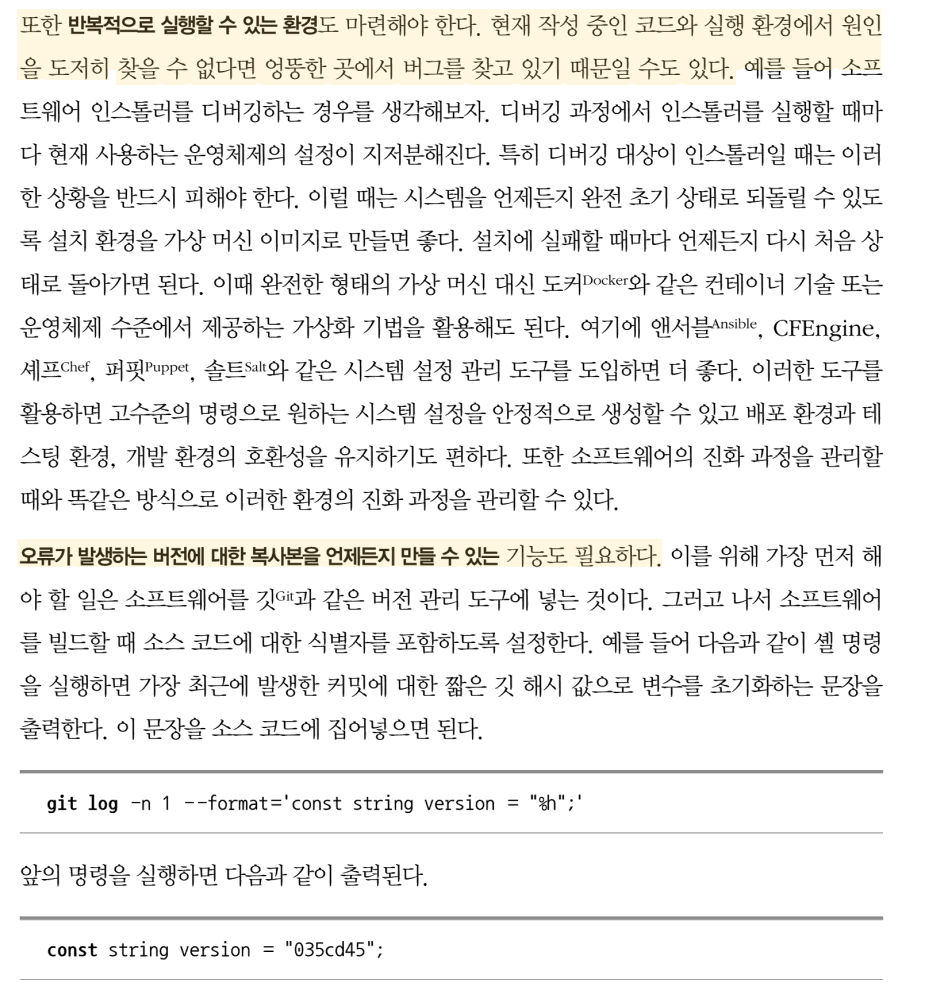 또한 반복적으로 실행할 수 있는 환경도 마련해야 한다. 현재 작성 중인 코드와 실행 환경에서 원인
을 도저히 찾을 수 없다면 엉뚱한 곳에서 버그를 찾고 있기 때문일 수도 있다. 예를 들어 소프
트웨어 인스톨러를 디버깅하는 경우를 생각해보자. 디버깅 과정에서 인스톨러를 실행할 때마
다 현재 사용하는 운영체제의 설정이 지저분해진다. 특히 디버깅 대상이 인스톨러일 때는 이러
한 상황을 반드시 피해야 한다. 이럴 때는 시스템을 언제든지 완전 초기 상태로 되돌릴 수 있도
록 설치 환경을 가상 머신 이미지로 만들면 좋다. 설치에 실패할 때마다 언제든지 다시 처음 상
태로 돌아가면 된다. 이때 완전한 형태의 가상 머신 대신 도커Docker와 같은 컨테이너 기술 또는
운영체제 수준에서 제공하는 가상화 기법을 활용해도 된다. 여기에 앤서블Ansible, CFEngine,
셰프Chef, 퍼핏Puppet, 솔트Salt와 같은 시스템 설정 관리 도구를 도입하면 더 좋다. 이러한 도구를
활용하면 고수준의 명령으로 원하는 시스템 설정을 안정적으로 생성할 수 있고 배포 환경과 테
스팅 환경, 개발 환경의 호환성을 유지하기도 편하다. 또한 소프트웨어의 진화 과정을 관리할
때와 똑같은 방식으로 이러한 환경의 진화 과정을 관리할 수 있다.
오류가 발생하는 버전에 대한 복사본을 언제든지 만들 수 있는 기능도 필요하다. 이를 위해 가장 먼저 해
야 할 일은 소프트웨어를 깃Git과 같은 버전 관리 도구에 넣는 것이다. 그러고 나서 소프트웨어
를 빌드할 때 소스 코드에 대한 식별자를 포함하도록 설정한다. 예를 들어 다음과 같이 셸 명령
을 실행하면 가장 최근에 발생한 커밋에 대한 짧은 깃 해시 값으로 변수를 초기화하는 문장을
출력한다. 이 문장을 소스 코드에 집어넣으면 된다.
git log -n 1 --format='const string version = "%h";'
앞의 명령을 실행하면 다음과 같이 출력된다.
const string version = "035cd45";